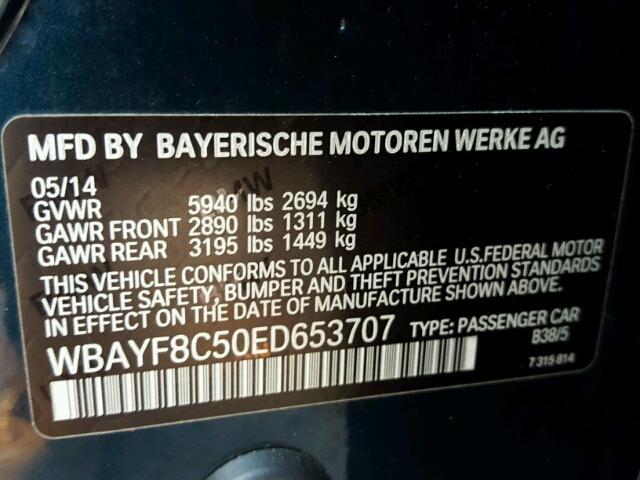 MFD BY BAYERISCHE MOTOREN WERKE AG
05/14
GVWR 5940 lbs 2694 kg
GAWR FRONT 2890 lbs 1311 kg
GAWR REAR 3195 lbs 1449 kg
THIS VEHICLE CONFORMS TO ALL APPLICABLE U.S.FEDERAL MOTOR
VEHICLE SAFETY, BUMPER AND THEFT PREVENTION STANDARDS
IN EFFECT ON THE DATE OF MANUFACTURE SHOWN ABOVE.
WBAYF8C50ED653707 TYPE: PASSENGER CAR
B38/5
7 315 814